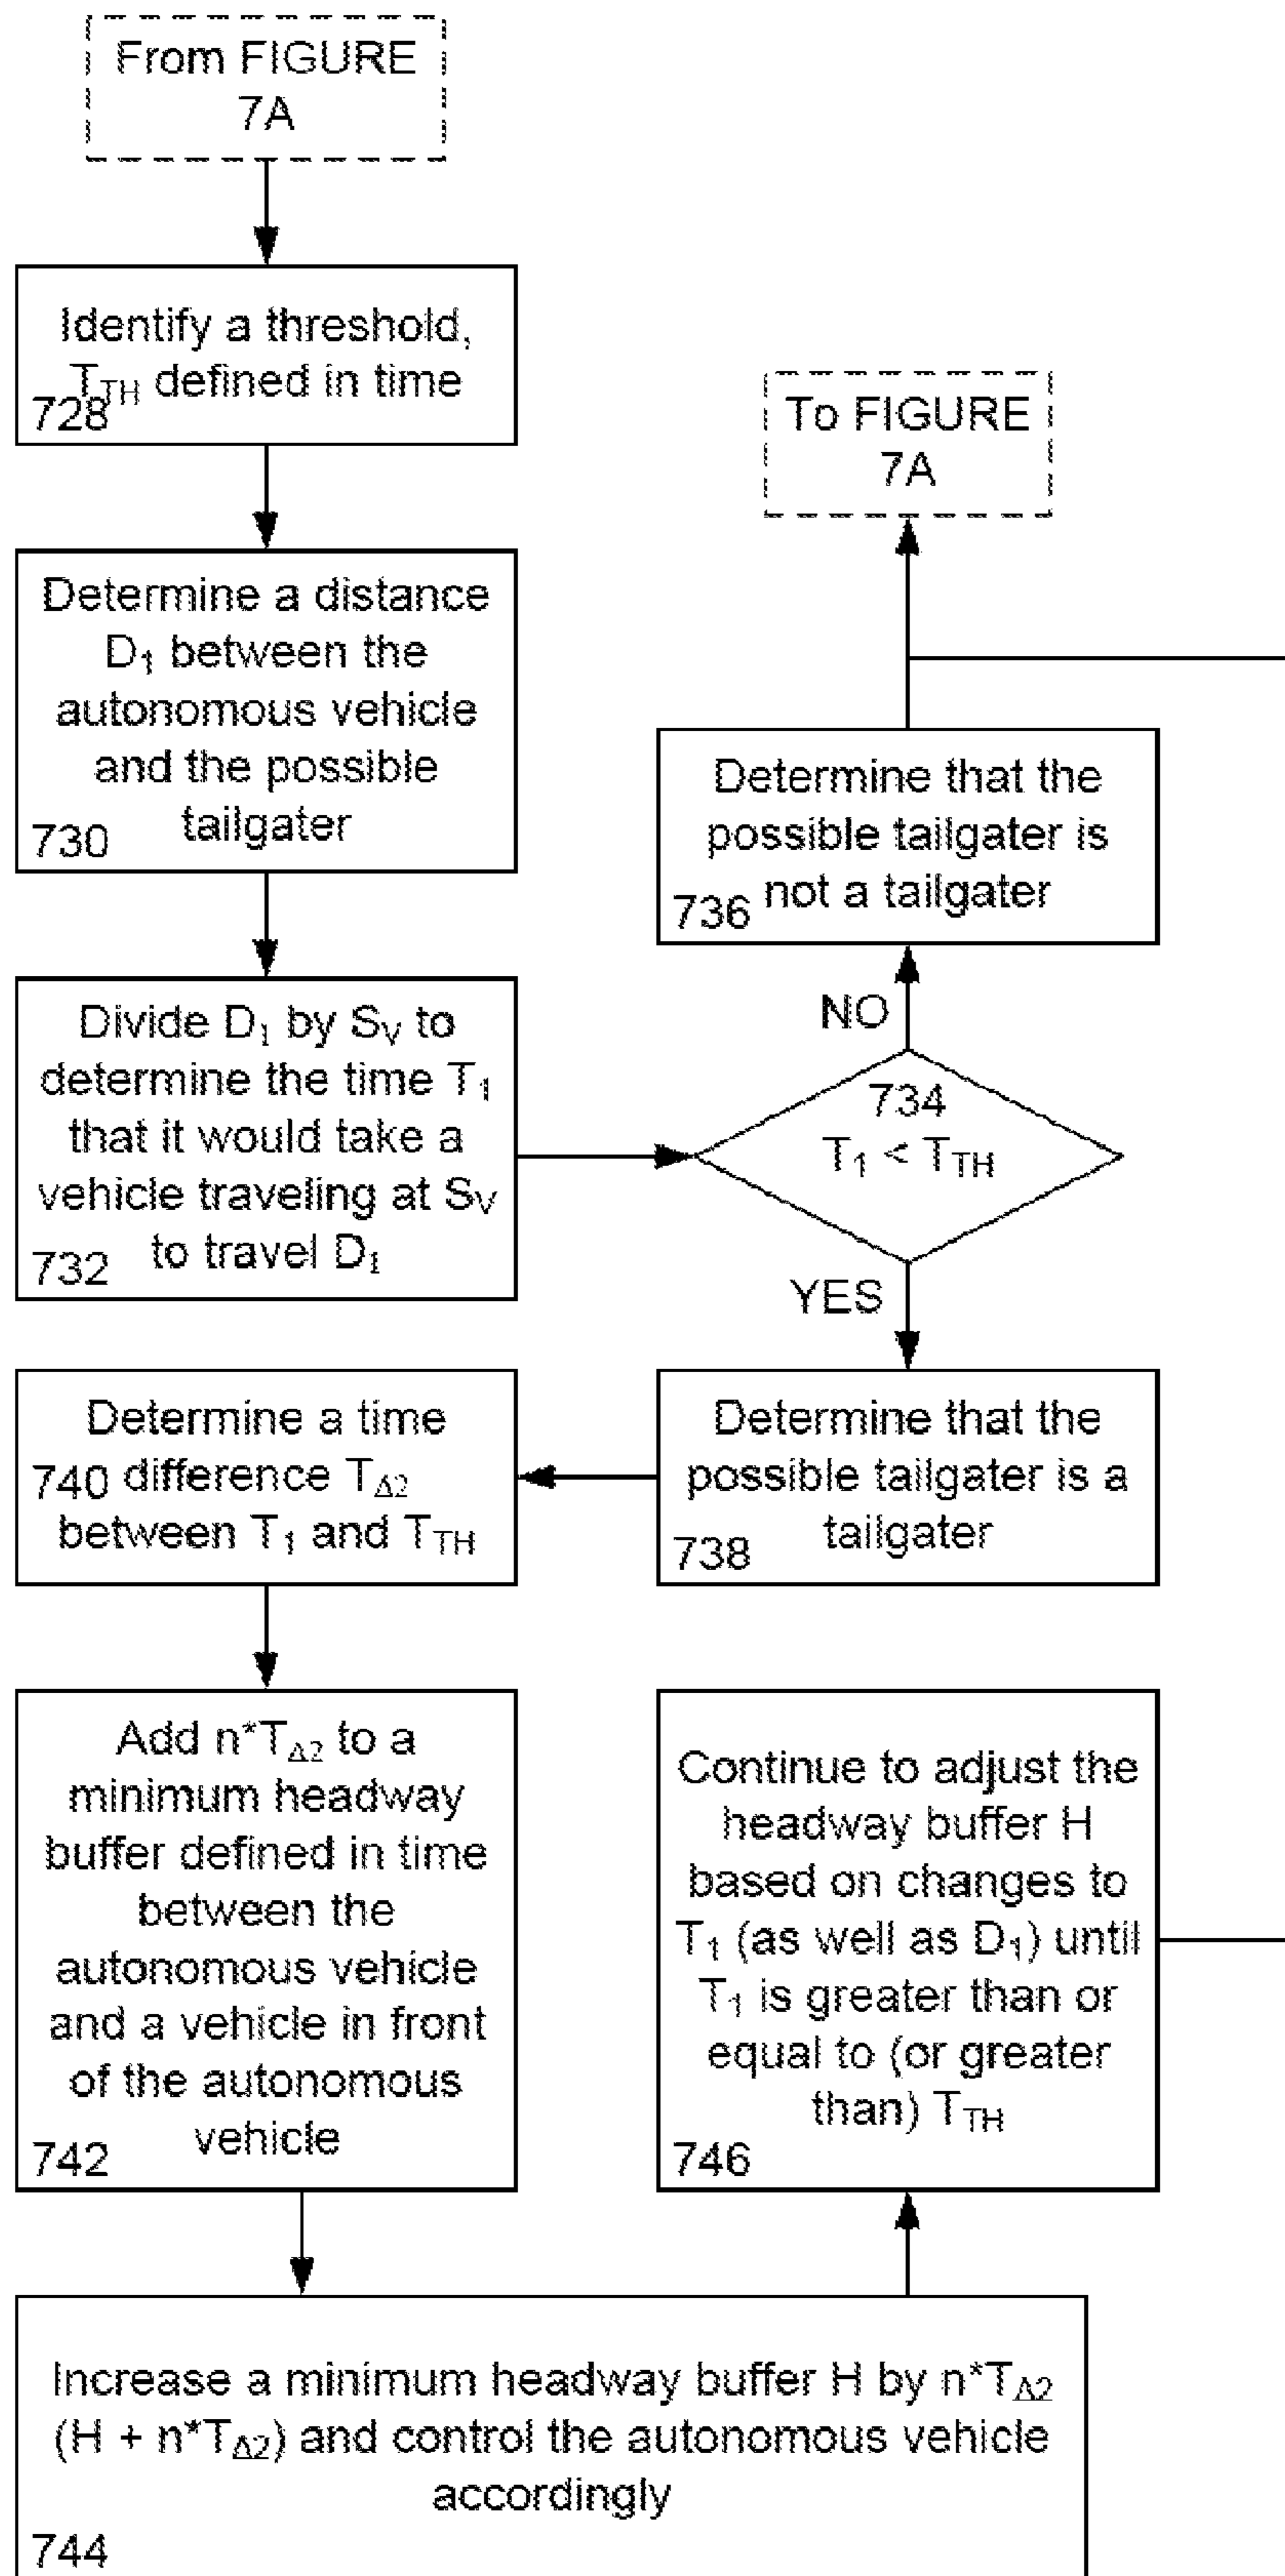 From FIGURE
7A
Identify a threshold,
T_TH defined in time
728
Determine a distance
D₁ between the
autonomous vehicle
and the possible
tailgater
730
Divide D₁ by S_V to
determine the time T₁
that it would take a
vehicle traveling at S_V
to travel D₁
732
734
T₁ < T_TH
NO
Determine that the
possible tailgater is
not a tailgater
736
To FIGURE
7A
YES
Determine that the
possible tailgater is a
tailgater
738
Determine a time
740 difference T_Δ2
between T₁ and T_TH
Add n*T_Δ2 to a
minimum headway
buffer defined in time
between the
autonomous vehicle
and a vehicle in front
of the autonomous
vehicle
742
Increase a minimum headway buffer H by n*T_Δ2
(H + n*T_Δ2) and control the autonomous vehicle
accordingly
744
Continue to adjust the
headway buffer H
based on changes to
T₁ (as well as D₁) until
T₁ is greater than or
equal to (or greater
than) T_TH
746